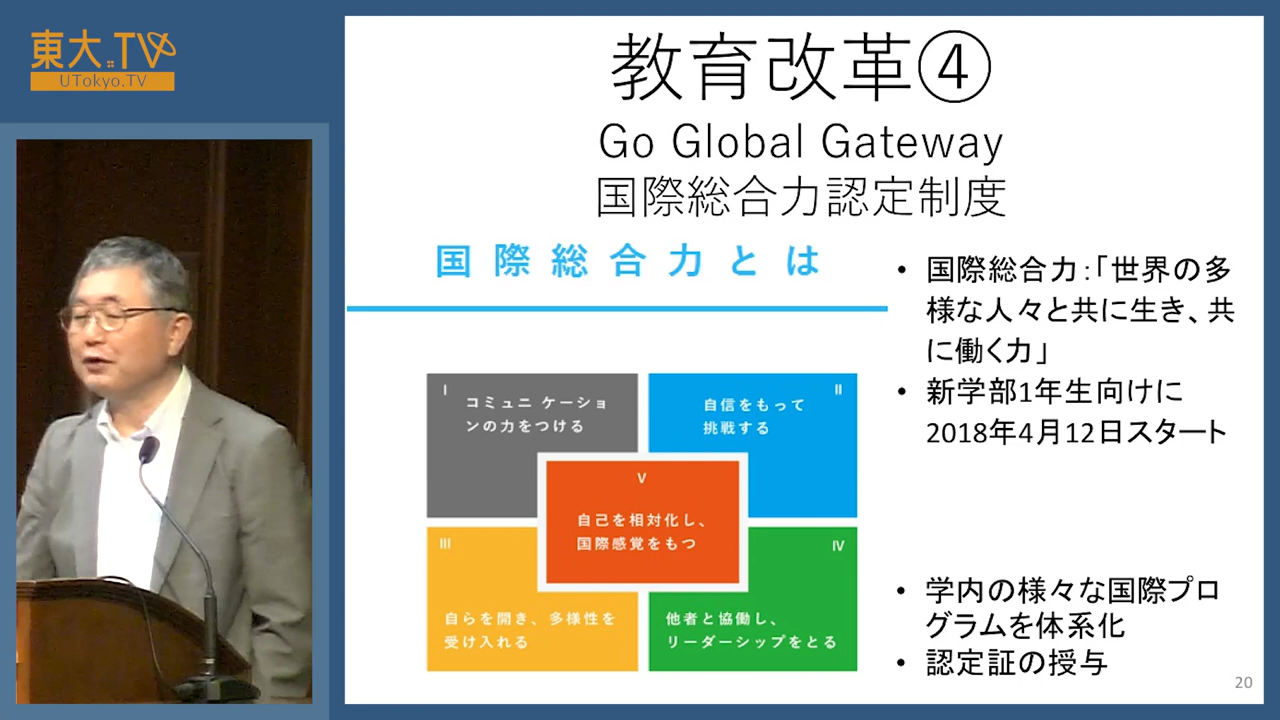 東大.TV
UTokyo.TV
教育改革④
Go Global Gateway
国際総合力認定制度
国際総合力とは
I
コミュニ ケーショ
ンの力をつける
II
自信をもって
挑戦する
V
自己を相対化し、
国際感覚をもつ
III
自らを開き、多様性を
受け入れる
IV
他者と協働し、
リーダーシップをとる
• 国際総合力：「世界の多
様な人々と共に生き、共
に働く力」
• 新学部1年生向けに
2018年4月12日スタート
• 学内の様々な国際プロ
グラムを体系化
• 認定証の授与
20